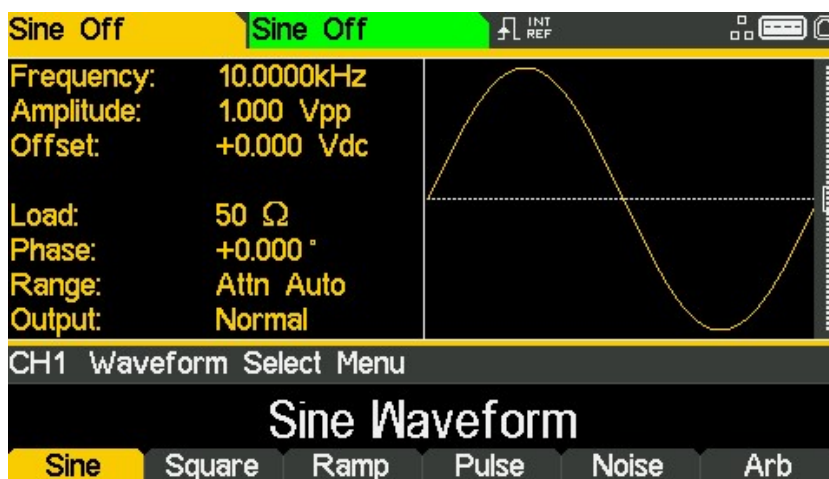 Sine Off
Sine Off
INT
REF
Frequency: 10.0000kHz
Amplitude: 1.000 Vpp
Offset: +0.000 Vdc
Load: 50 Ω
Phase: +0.000°
Range: Attn Auto
Output: Normal
CH1 Waveform Select Menu
Sine Waveform
Sine Square Ramp Pulse Noise Arb